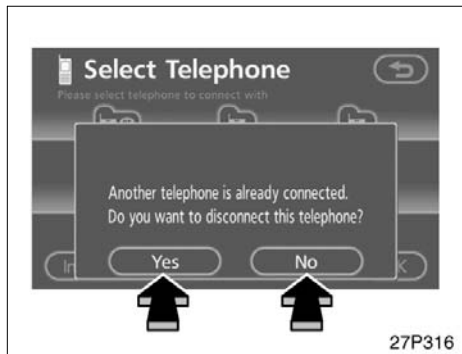 Select Telephone
Please select telephone to connect with
Another telephone is already connected.
Do you want to disconnect this telephone?
Yes
No
27P316